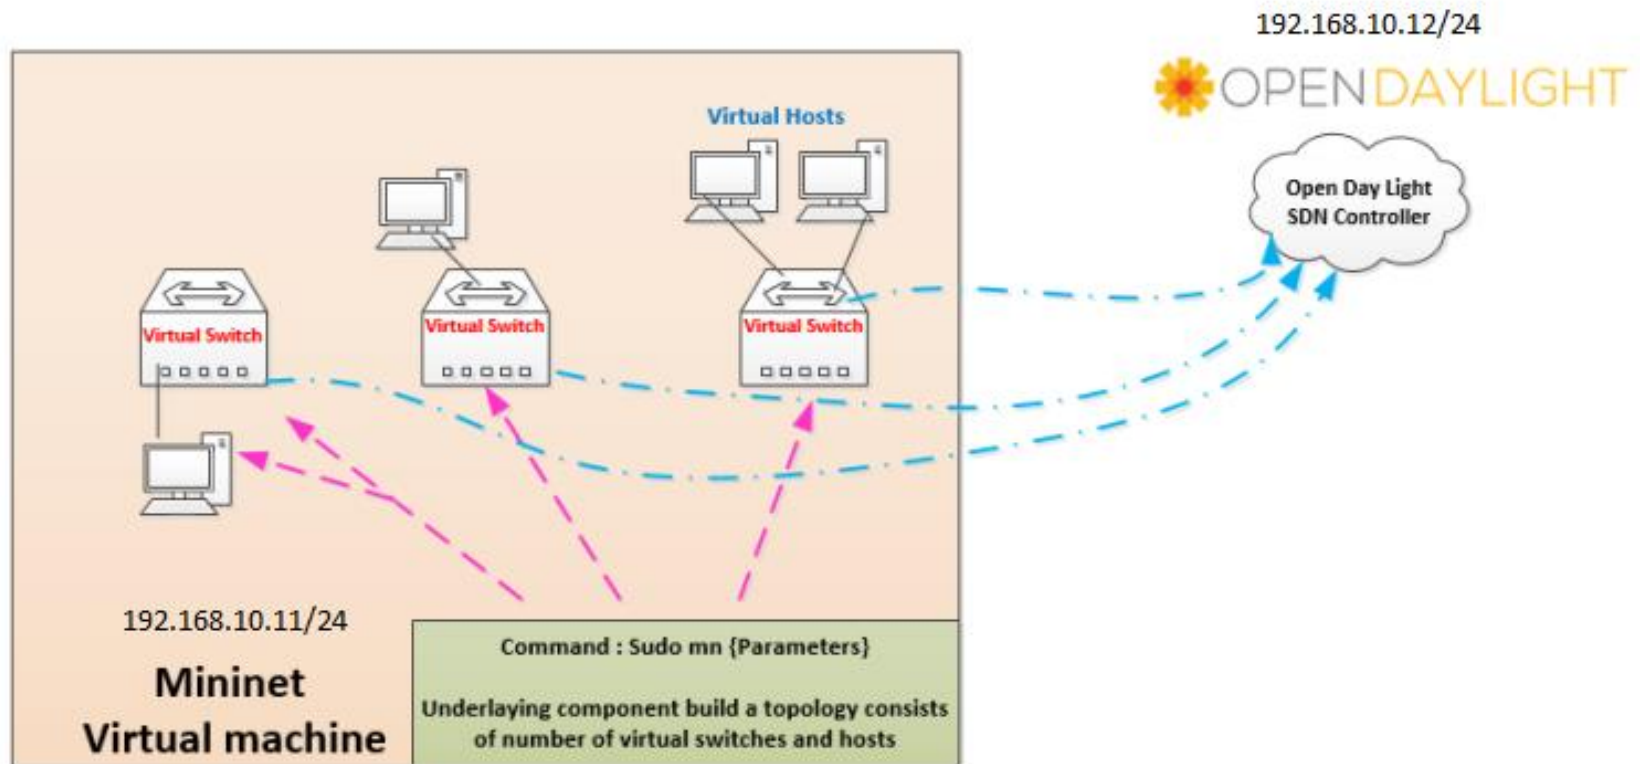 192.168.10.12/24
OPENDAYLIGHT
Virtual Hosts
Open Day Light
SDN Controller
Virtual Switch
Virtual Switch
Virtual Switch
192.168.10.11/24
Mininet
Virtual machine
Command : Sudo mn {Parameters}
Underlaying component build a topology consists
of number of virtual switches and hosts